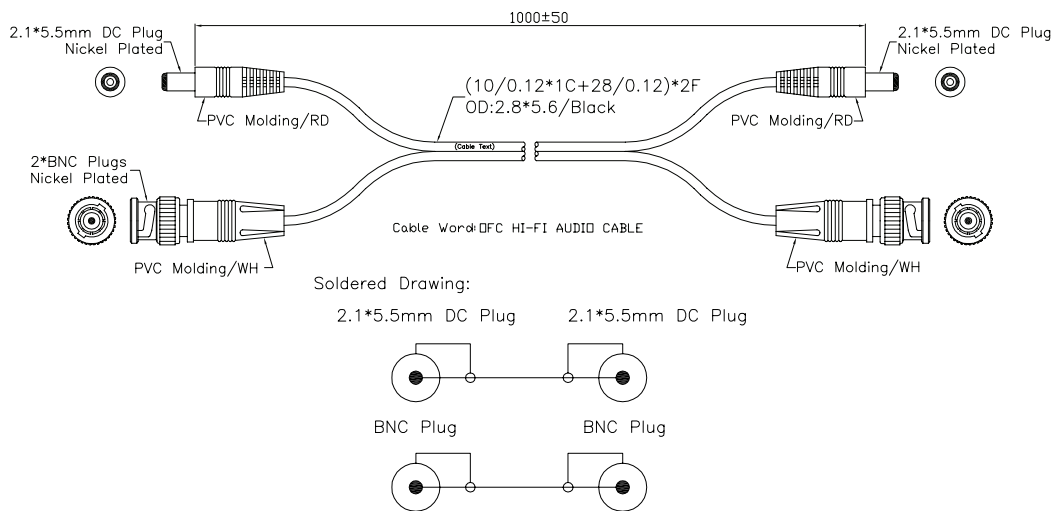 1000±50
2.1*5.5mm DC Plug
Nickel Plated
2.1*5.5mm DC Plug
Nickel Plated
(10/0.12*1C+28/0.12)*2F
OD:2.8*5.6/Black
PVC Molding/RD
PVC Molding/RD
(Cable Text)
2*BNC Plugs
Nickel Plated
Cable Word:OFC HI-FI AUDIO CABLE
PVC Molding/WH
PVC Molding/WH
Soldered Drawing:
2.1*5.5mm DC Plug
2.1*5.5mm DC Plug
BNC Plug
BNC Plug